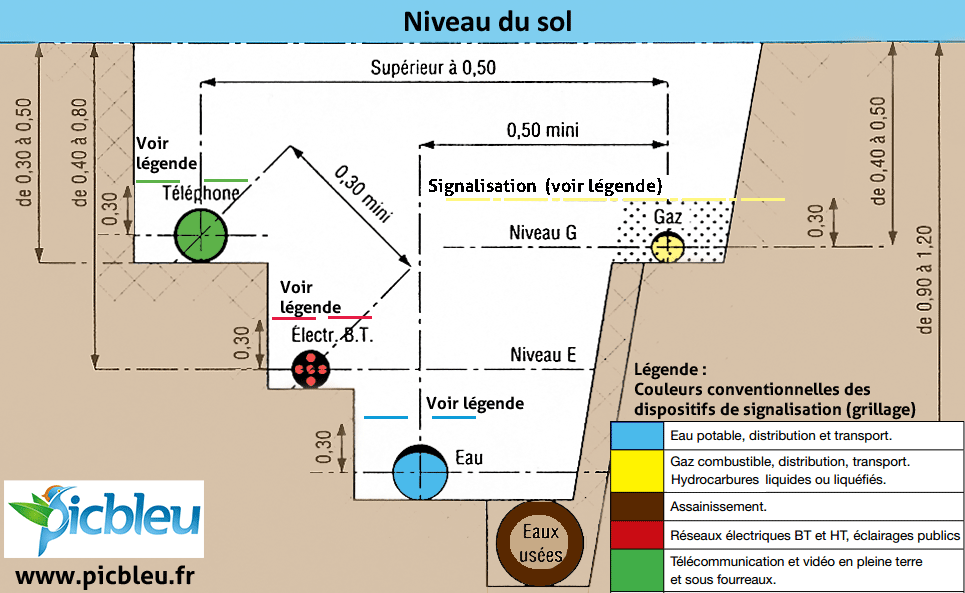 Niveau du sol
Supérieur à 0,50
0,50 mini
de 0,30 à 0,50
de 0,40 à 0,80
Voir
légende
Téléphone
0,30
0,30 mini
Signalisation (voir légende)
Gaz
Niveau G
0,30
de 0,40 à 0,50
de 0,90 à 1,20
Voir
légende
Électr. B.T.
0,30
Niveau E
Voir légende
0,30
Eau
Eaux
usées
Légende :
Couleurs conventionnelles des
dispositifs de signalisation (grillage)
Eau potable, distribution et transport.
Gaz combustible, distribution, transport.
Hydrocarbures liquides ou liquéfiés.
Assainissement.
Réseaux électriques BT et HT, éclairages publics
Télécommunication et vidéo en pleine terre
et sous fourreaux.
Picbleu
www.picbleu.fr